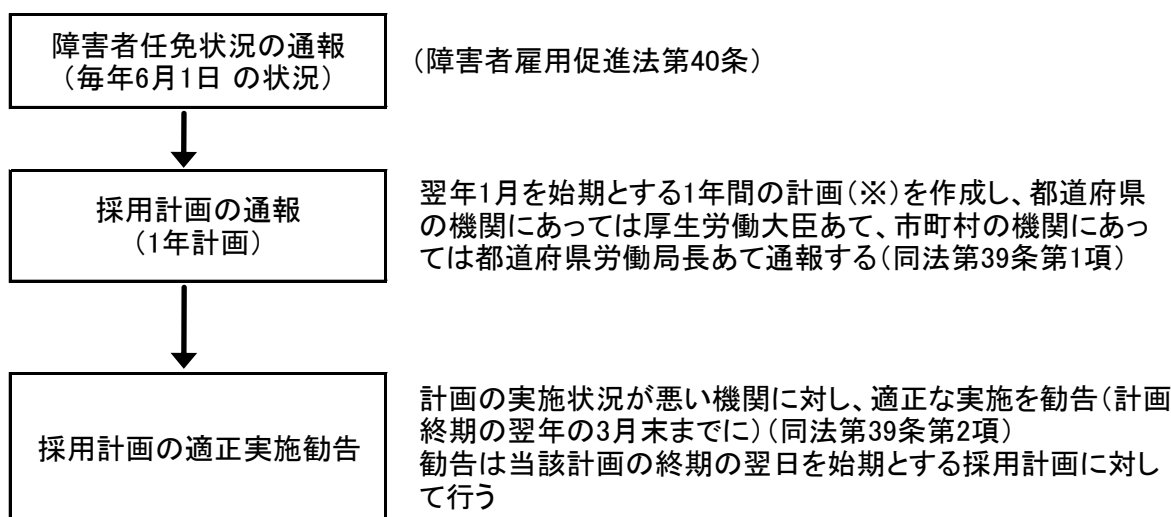 障害者任免状況の通報
（毎年6月1日 の状況）
（障害者雇用促進法第40条）
採用計画の通報
（1年計画）
翌年1月を始期とする1年間の計画（※）を作成し、都道府県
の機関にあっては厚生労働大臣あて、市町村の機関にあっ
ては都道府県労働局長あて通報する（同法第39条第1項）
採用計画の適正実施勧告
計画の実施状況が悪い機関に対し、適正な実施を勧告（計画
終期の翌年の3月末までに）（同法第39条第2項）
勧告は当該計画の終期の翌日を始期とする採用計画に対し
て行う